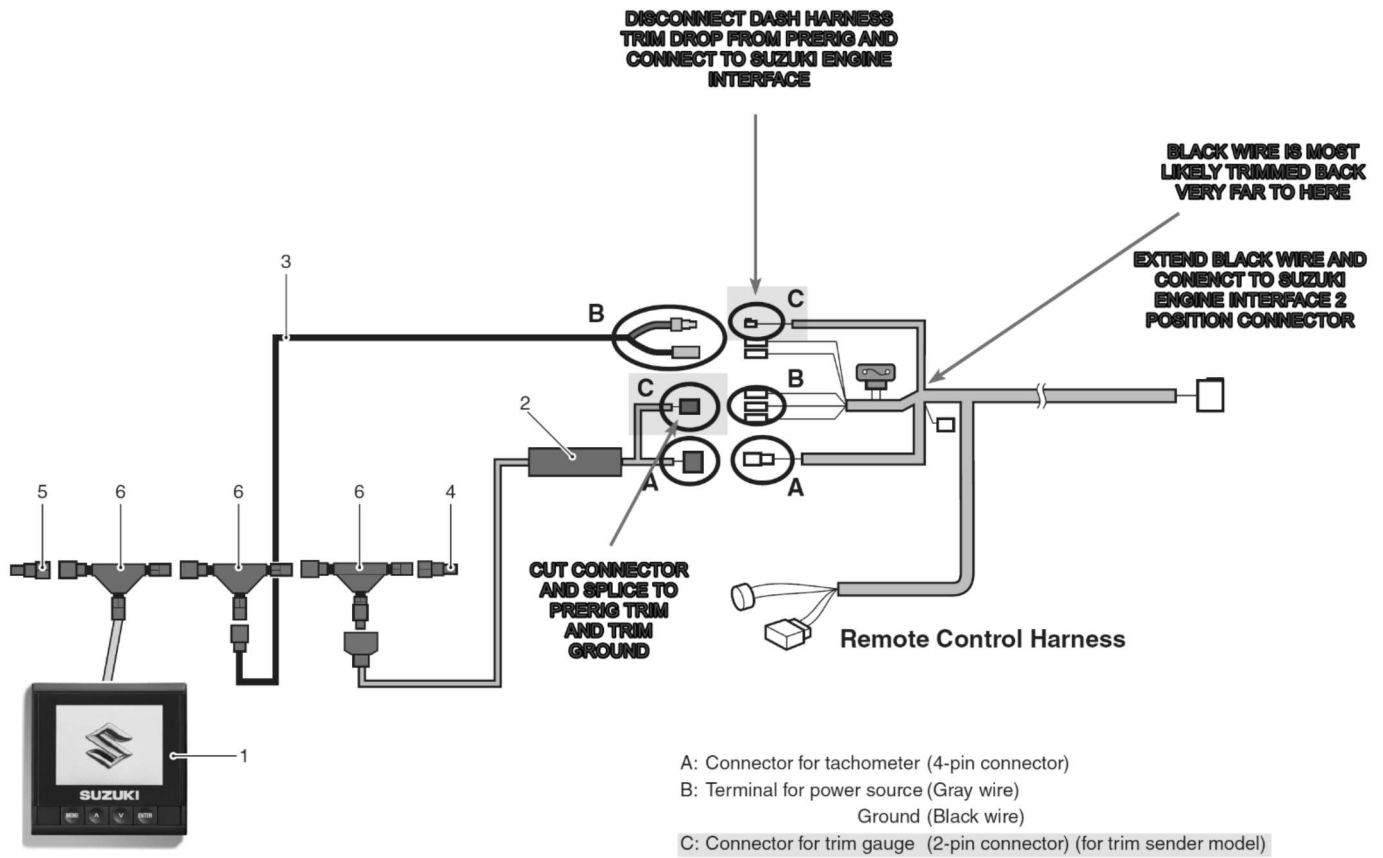 DISCONNECT DASH HARNESS
TRIM DROP FROM PRERIG AND
CONNECT TO SUZUKI ENGINE
INTERFACE
BLACK WIRE IS MOST
LIKELY TRIMMED BACK
VERY FAR TO HERE
EXTEND BLACK WIRE AND
CONENCT TO SUZUKI
ENGINE INTERFACE 2
POSITION CONNECTOR
3
B
C
C
B
2
A
A
5
6
6
6
4
CUT CONNECTOR
AND SPLICE TO
PRERIG TRIM
AND TRIM
GROUND
Remote Control Harness
1
SUZUKI
MENU
ENTER
A: Connector for tachometer (4-pin connector)
B: Terminal for power source (Gray wire)
Ground (Black wire)
C: Connector for trim gauge (2-pin connector) (for trim sender model)